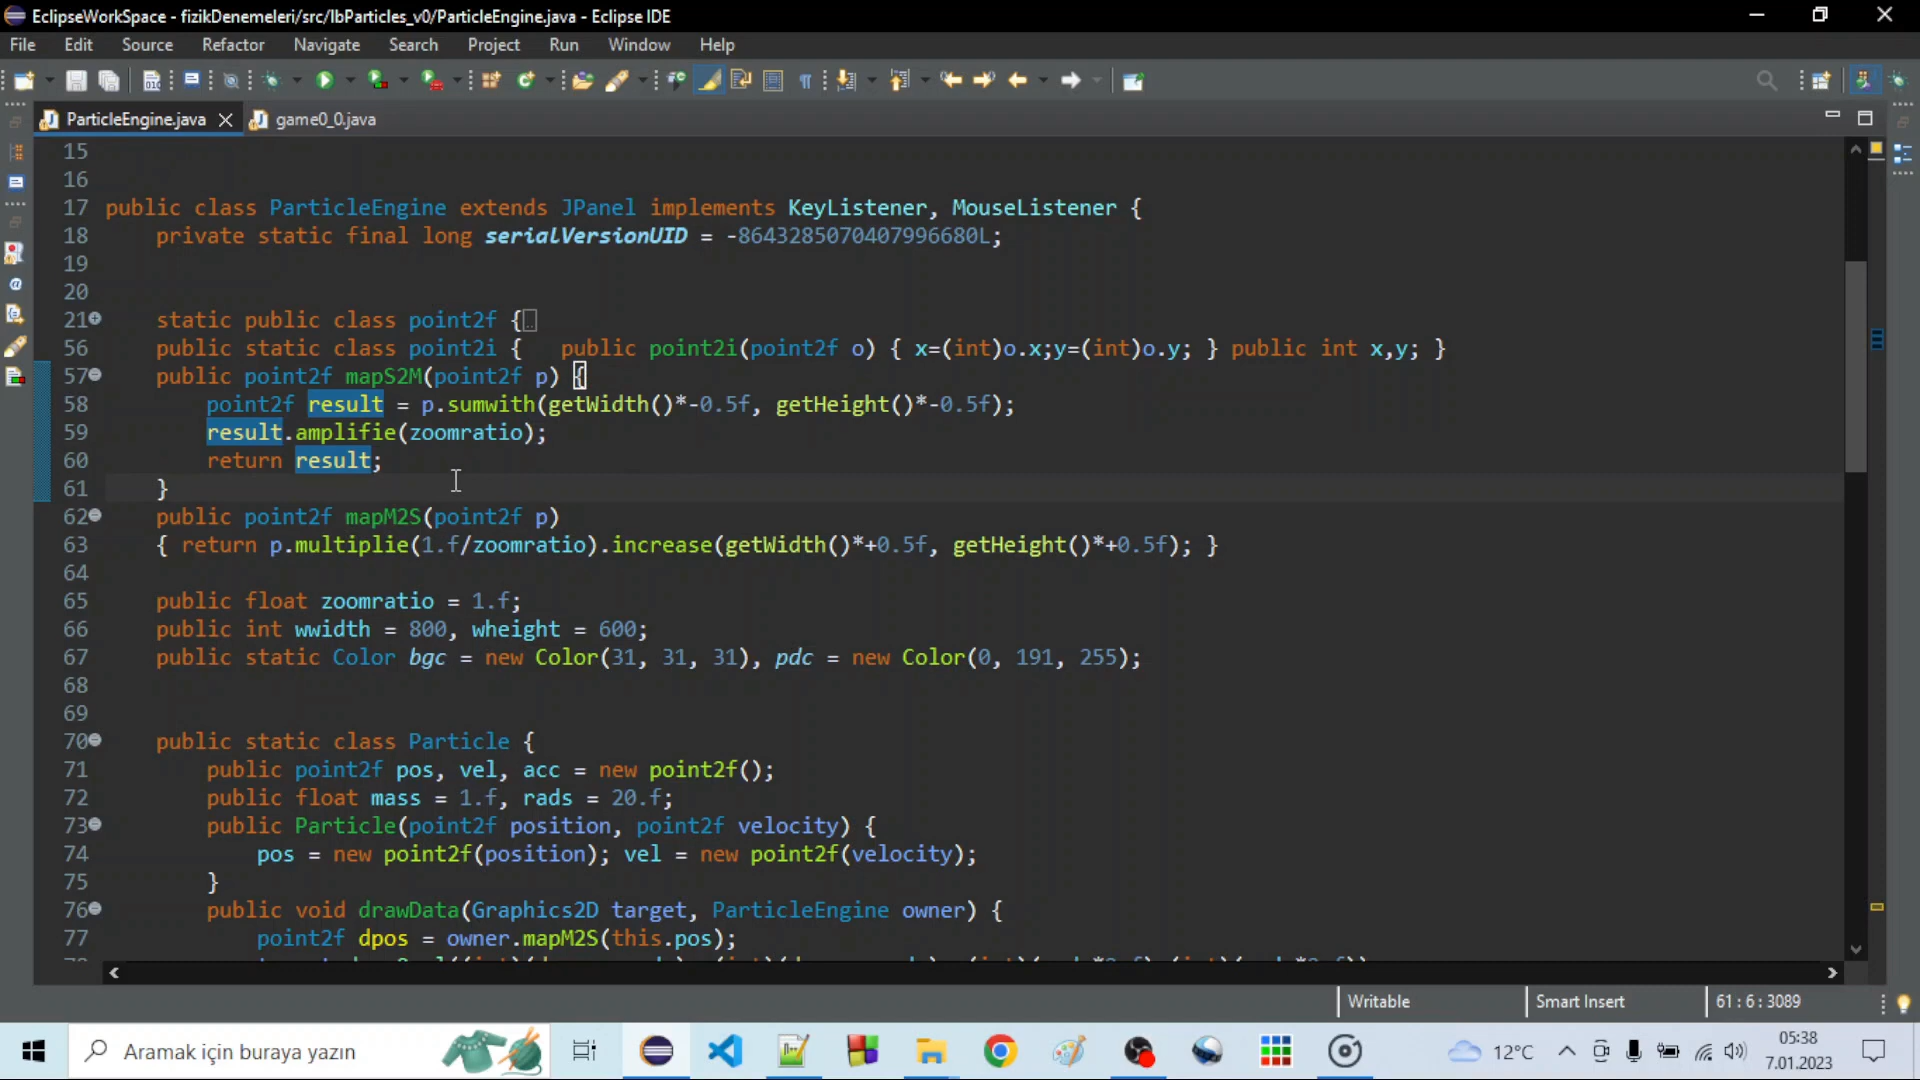 EclipseWorkSpace - fizikDenemeleri/src/lbParticles_v0/ParticleEngine.java - Eclipse IDE
File Edit Source Refactor Navigate Search Project Run Window Help
ParticleEngine.java game0_0.java
15
16
17 public class ParticleEngine extends JPanel implements KeyListener, MouseListener {
18 private static final long serialVersionUID = -8643285070407996680L;
19
20
21 static public class point2f {
56 public static class point2i { public point2i(point2f o) { x=(int)o.x;y=(int)o.y; } public int x,y; }
57 public point2f mapS2M(point2f p) {
58 point2f result = p.sumwith(getWidth()*-0.5f, getHeight()*-0.5f);
59 result.amplifie(zoomratio);
60 return result;
61 }
62 public point2f mapM2S(point2f p)
63 { return p.multiplie(1.f/zoomratio).increase(getWidth()*+0.5f, getHeight()*+0.5f); }
64
65 public float zoomratio = 1.f;
66 public int wwidth = 800, wheight = 600;
67 public static Color bgc = new Color(31, 31, 31), pdc = new Color(0, 191, 255);
68
69
70 public static class Particle {
71 public point2f pos, vel, acc = new point2f();
72 public float mass = 1.f, rads = 20.f;
73 public Particle(point2f position, point2f velocity) {
74 pos = new point2f(position); vel = new point2f(velocity);
75 }
76 public void drawData(Graphics2D target, ParticleEngine owner) {
77 point2f dpos = owner.mapM2S(this.pos);
Writable Smart Insert 61 : 6 : 3089
Aramak için buraya yazın 12°C 05:38
7.01.2023